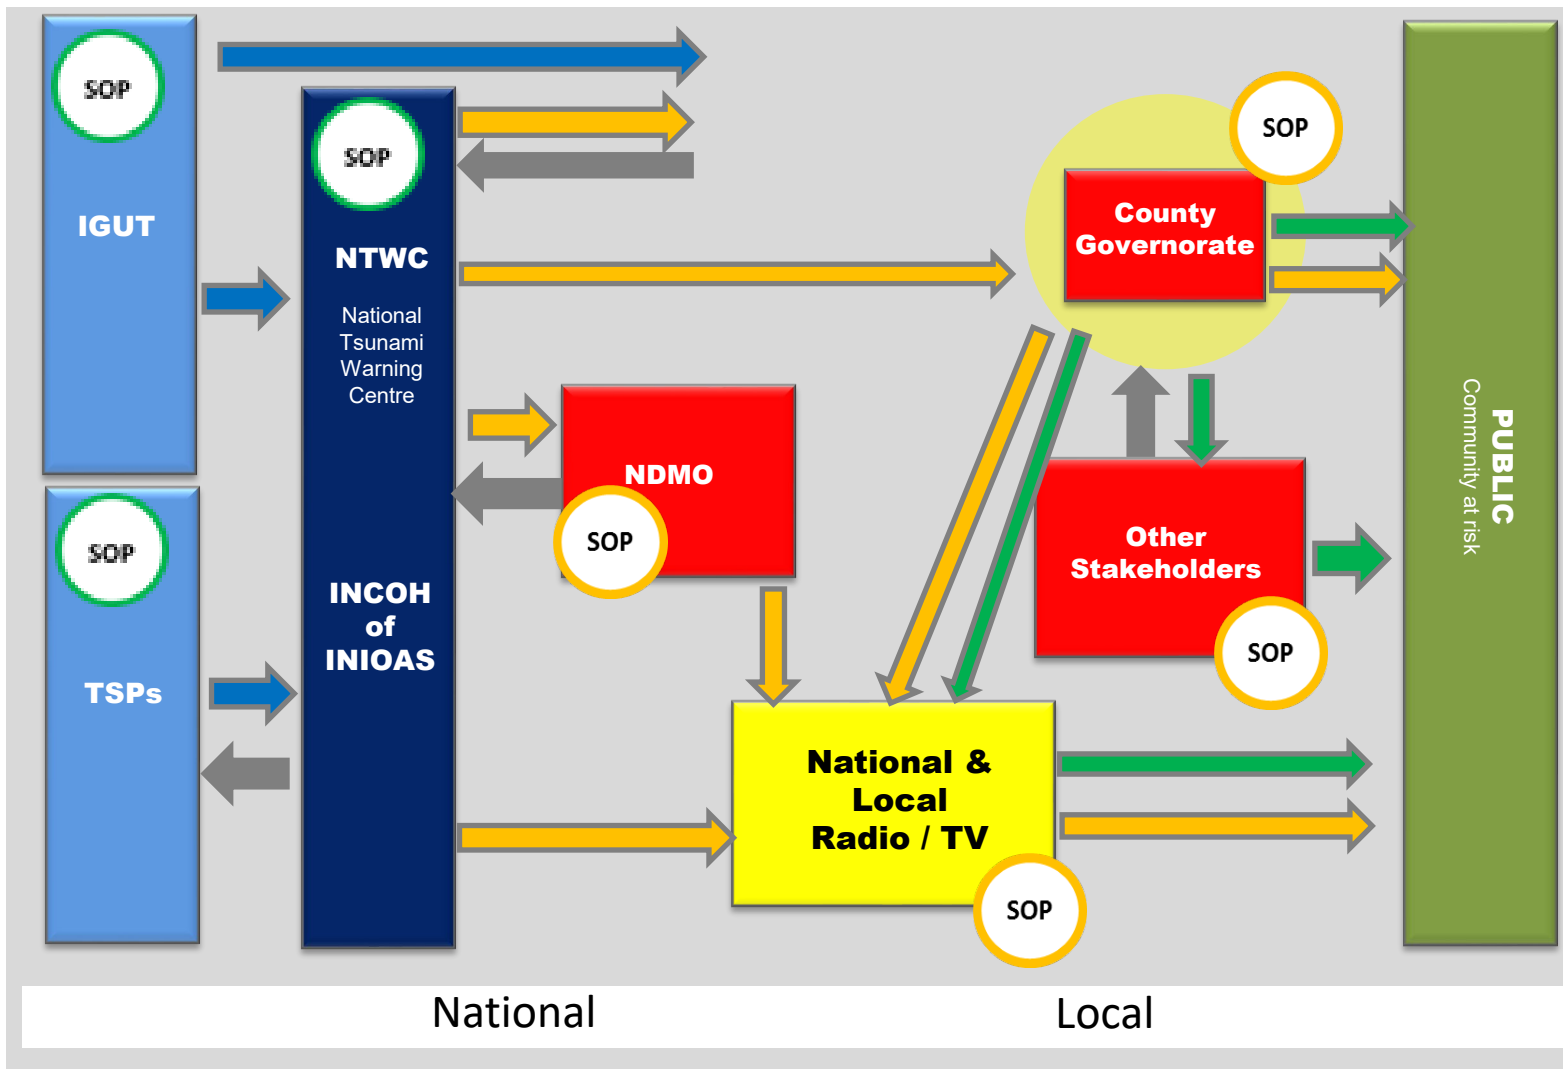 SOP
IGUT
SOP
TSPs
SOP
NTWC
National
Tsunami
Warning
Centre
INCOH
of
INIOAS
NDMO
SOP
SOP
County
Governorate
Other
Stakeholders
SOP
National &
Local
Radio / TV
SOP
PUBLIC
Community at risk
National
Local